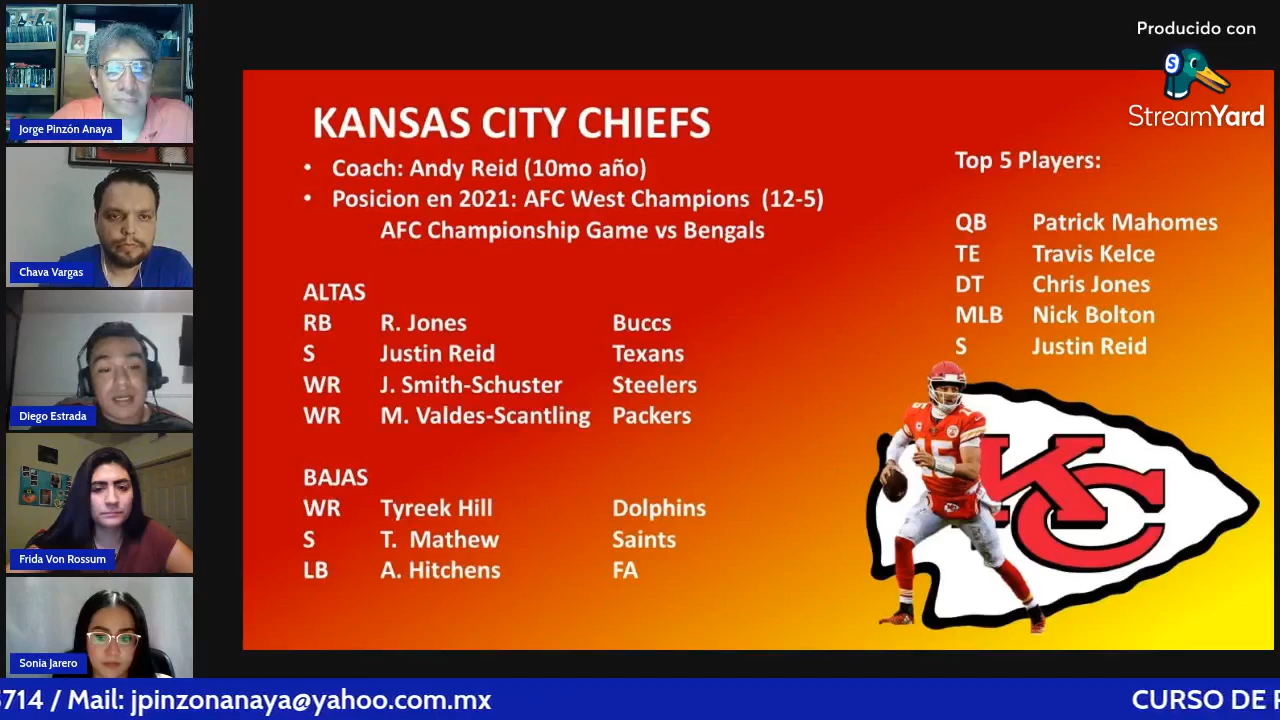 Producido con
StreamYard
Jorge Pinzón Anaya
Chava Vargas
Diego Estrada
Frida Von Rossum
Sonia Jarero
KANSAS CITY CHIEFS
• Coach: Andy Reid (10mo año)
• Posicion en 2021: AFC West Champions (12-5)
AFC Championship Game vs Bengals
ALTAS
RB R. Jones Buccs
S Justin Reid Texans
WR J. Smith-Schuster Steelers
WR M. Valdes-Scantling Packers
BAJAS
WR Tyreek Hill Dolphins
S T. Mathew Saints
LB A. Hitchens FA
Top 5 Players:
QB Patrick Mahomes
TE Travis Kelce
DT Chris Jones
MLB Nick Bolton
S Justin Reid
15
KC
714 / Mail: jpinzonanaya@yahoo.com.mx CURSO DE